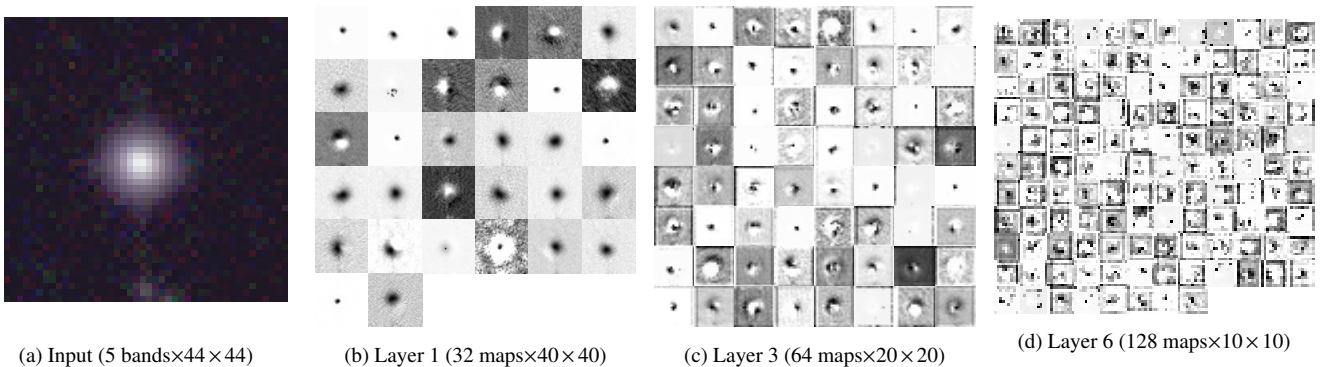 (a) Input (5 bands×44×44)
(b) Layer 1 (32 maps×40×40)
(c) Layer 3 (64 maps×20×20)
(d) Layer 6 (128 maps×10×10)